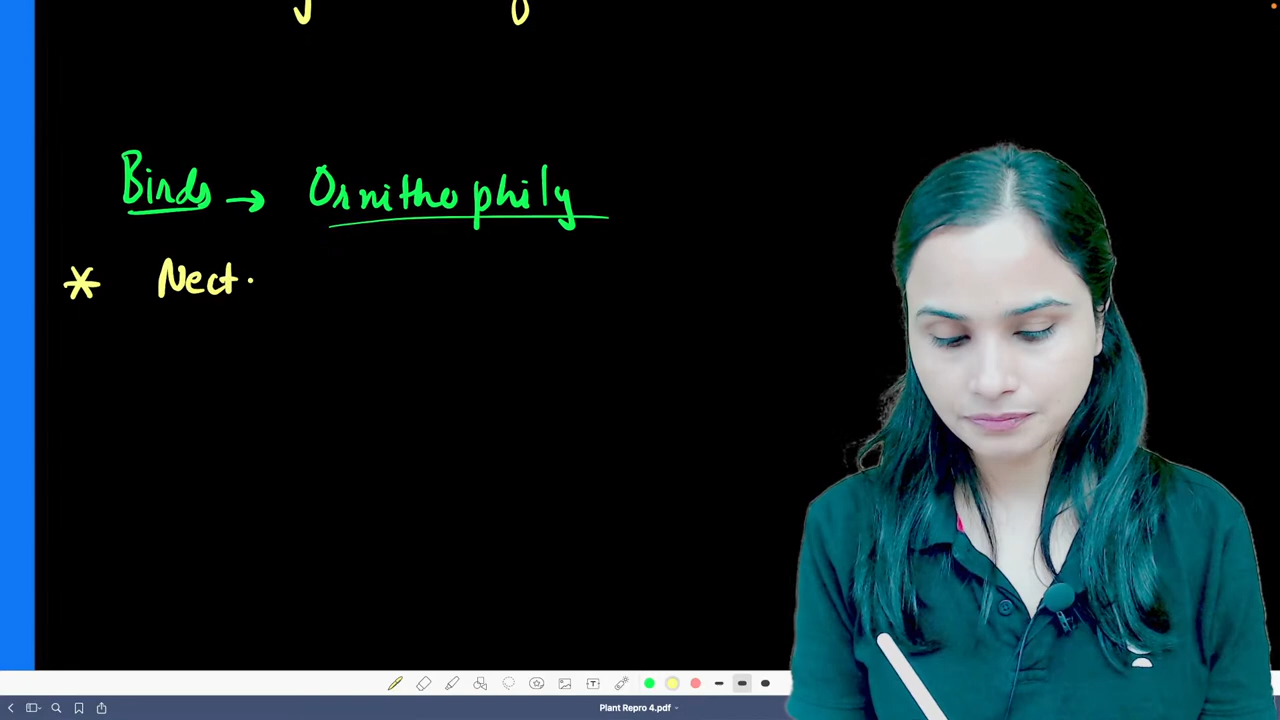 Birds → Ornithophily
* Nect
Plant Repro 4.pdf